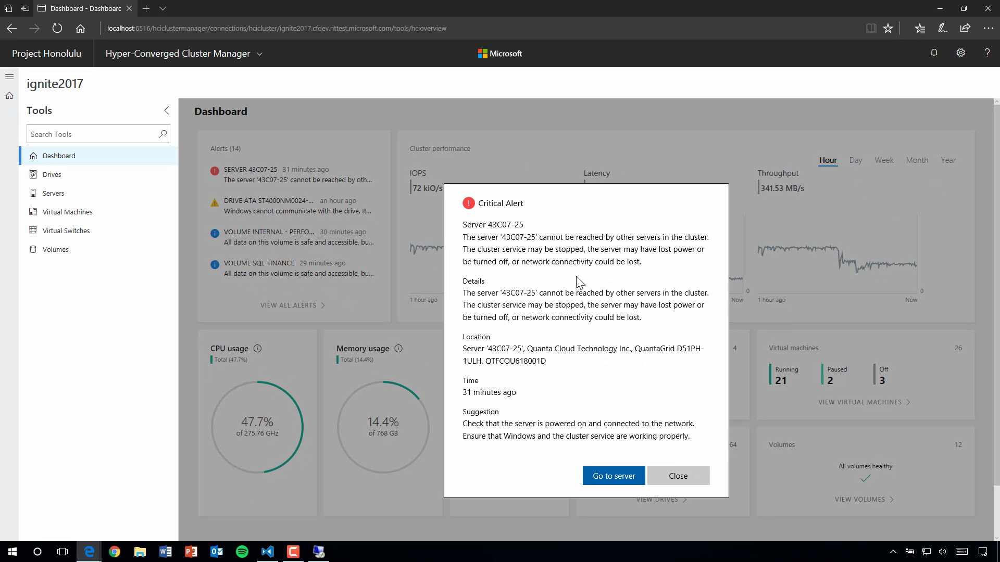 Dashboard - Dashboard
localhost:6516/hciclustermanager/connections/hcicluster/ignite2017.cfdev.nttest.microsoft.com/tools/hcioverview
Project Honolulu
Hyper-Converged Cluster Manager
Microsoft
?
ignite2017
Tools
Search Tools
Dashboard
Drives
Servers
Virtual Machines
Virtual Switches
Volumes
Dashboard
Alerts (14)
SERVER 43C07-25 31 minutes ago
The server '43C07-25' cannot be reached by oth...
DRIVE ATA ST4000NM0024-... an hour ago
Windows cannot communicate with the drive. It...
VOLUME INTERNAL - PERFO... 30 minutes ago
All data on this volume is safe and accessible, bu...
VOLUME SQL-FINANCE 29 minutes ago
All data on this volume is safe and accessible, bu...
VIEW ALL ALERTS
Cluster performance
Hour Day Week Month Year
IOPS
72 kIO/s
1 hour ago
Latency
0
Now
Throughput
341.53 MB/s
0
1 hour ago Now
Critical Alert
Server 43C07-25
The server '43C07-25' cannot be reached by other servers in the cluster.
The cluster service may be stopped, the server may have lost power or
be turned off, or network connectivity could be lost.
Details
The server '43C07-25' cannot be reached by other servers in the cluster.
The cluster service may be stopped, the server may have lost power or
be turned off, or network connectivity could be lost.
Location
Server '43C07-25', Quanta Cloud Technology Inc., QuantaGrid D51PH-
1ULH, QTFCOU618001D
Time
31 minutes ago
Suggestion
Check that the server is powered on and connected to the network.
Ensure that Windows and the cluster service are working properly.
Go to server
Close
CPU usage
Total (47.7%)
47.7%
of 275.76 GHz
Memory usage
Total (14.4%)
14.4%
of 768 GB
4
64
VIEW DRIVES
Virtual machines 26
Running
21
Paused
2
Off
3
VIEW VIRTUAL MACHINES
Volumes 12
All volumes healthy
VIEW VOLUMES